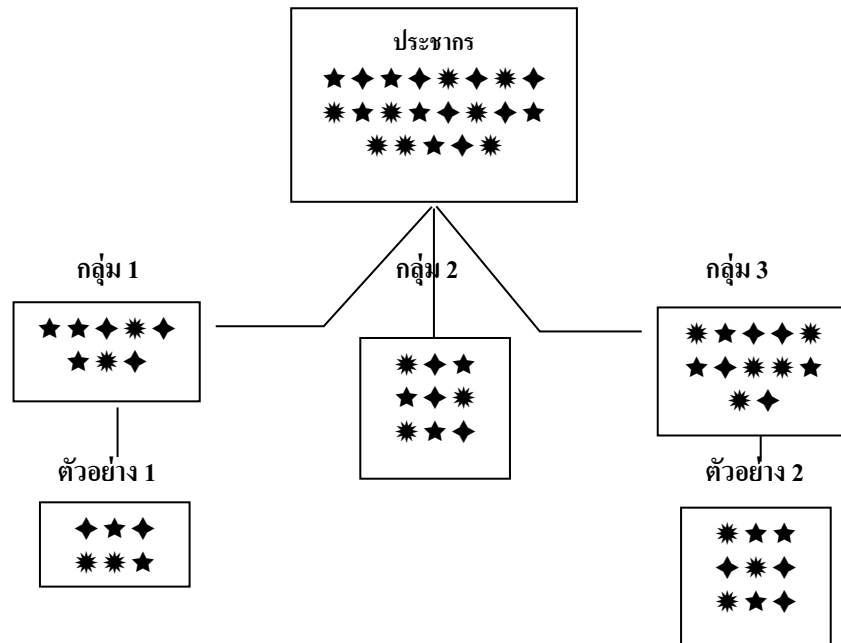 ประชากร
กลุ่ม 1
กลุ่ม 2
กลุ่ม 3
ตัวอย่าง 1
ตัวอย่าง 2